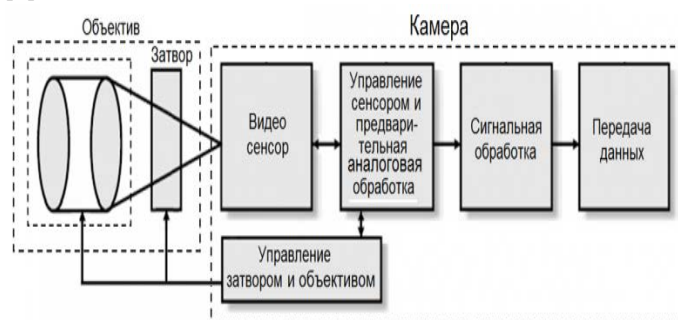 Объектив
Камера
Затвор
Видео
сенсор
Управление
сенсором и
предвари-
тельная
аналоговая
обработка
Сигнальная
обработка
Передача
данных
Управление
затвором и объективом